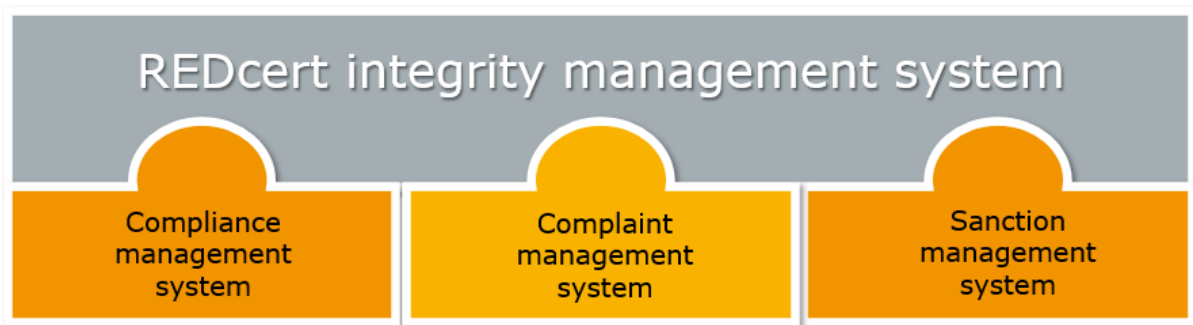 REDcert integrity management system
Compliance
management
system
Complaint
management
system
Sanction
management
system